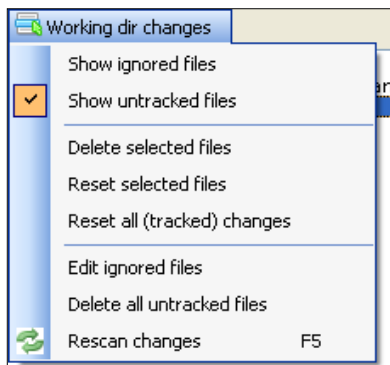 Working dir changes
Show ignored files
Show untracked files
Delete selected files
Reset selected files
Reset all (tracked) changes
Edit ignored files
Delete all untracked files
Rescan changes F5